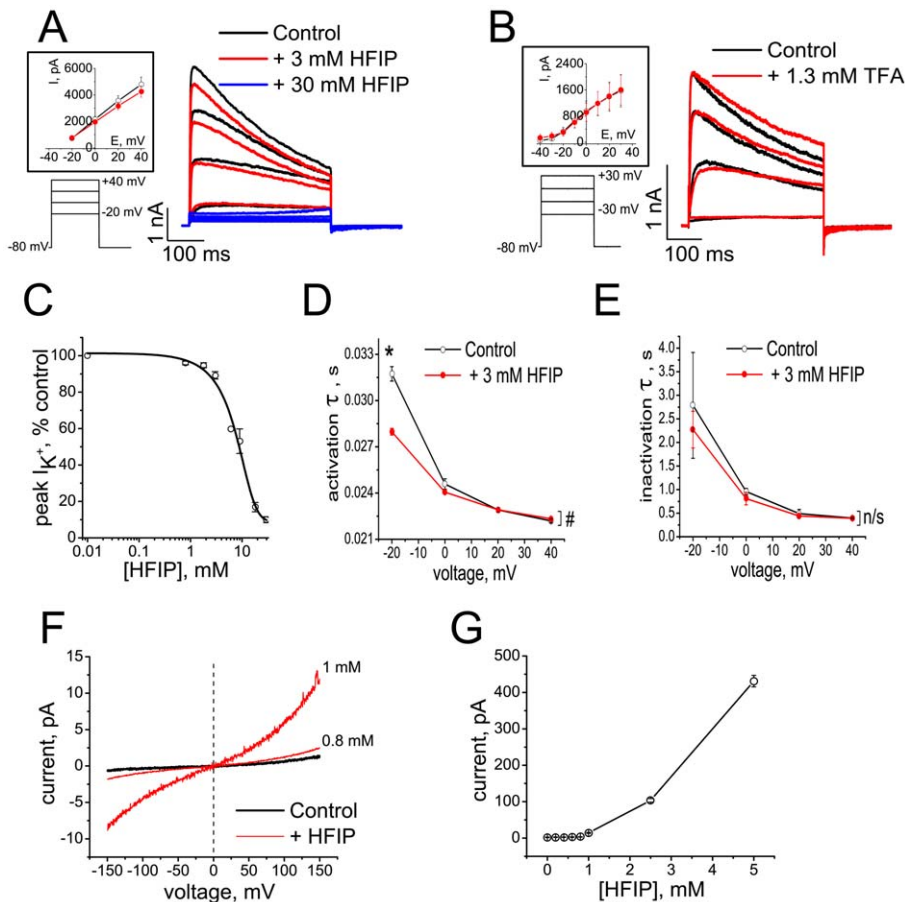 A
Control
+ 3 mM HFIP
+ 30 mM HFIP
I, pA
6000
4000
2000
0
E, mV
-40 -20 0 20 40
+40 mV
-20 mV
-80 mV
1 nA
100 ms
B
Control
+ 1.3 mM TFA
I, pA
2400
1600
800
0
E, mV
-40 -20 0 20 40
+30 mV
-30 mV
-80 mV
1 nA
100 ms
C
peak IK+, % control
100
80
60
40
20
0
0.01 0.1 1 10
[HFIP], mM
D
activation τ, s
0.033
0.030
0.027
0.024
0.021
*
Control
+ 3 mM HFIP
#
-20 0 20 40
voltage, mV
E
inactivation τ, s
4.0
3.5
3.0
2.5
2.0
1.5
1.0
0.5
0.0
Control
+ 3 mM HFIP
n/s
-20 0 20 40
voltage, mV
F
current, pA
15
10
5
0
-5
-10
1 mM
0.8 mM
Control
+ HFIP
-150 -100 -50 0 50 100 150
voltage, mV
G
current, pA
500
400
300
200
100
0
0 1 2 3 4 5
[HFIP], mM